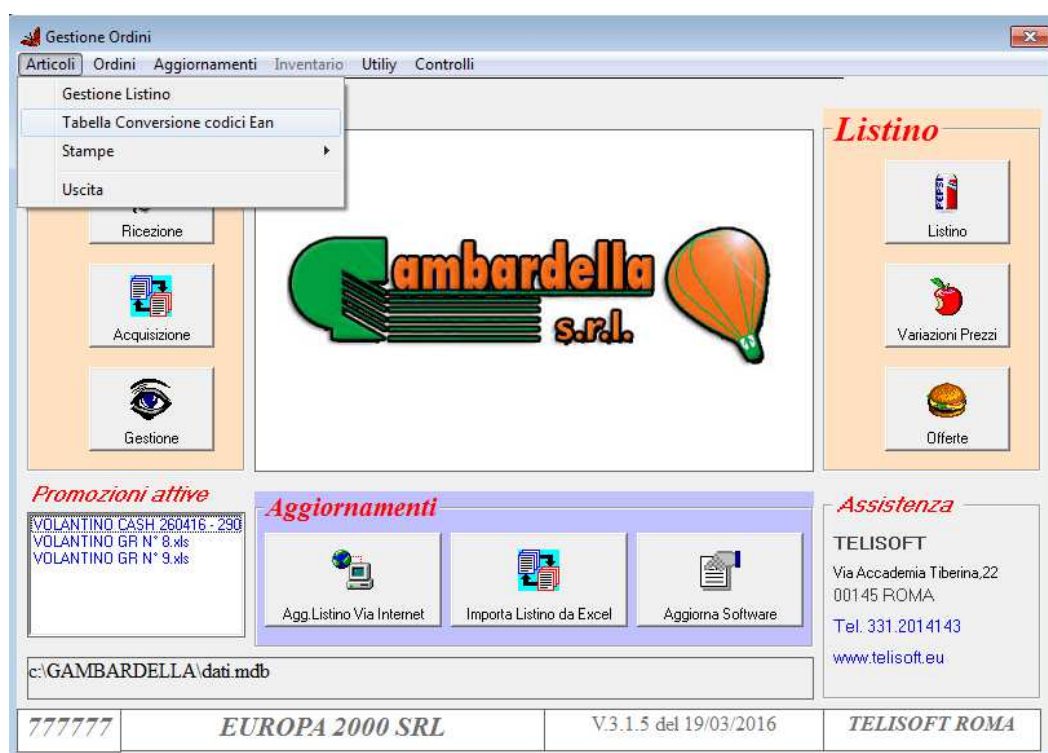 Gestione Ordini
Articoli Ordini Aggiornamenti Inventario Utiliy Controlli
Gestione Listino
Tabella Conversione codici Ean
Stampe
Uscita
Ricezione
Acquisizione
Gestione
ambardella
s.r.l.
Listino
PEPSI
Listino
Variazioni Prezzi
Offerte
Promozioni attive
VOLANTINO CASH 260416 - 290
VOLANTINO GR N° 8.xls
VOLANTINO GR N° 9.xls
Aggiornamenti
Agg.Listino Via Internet
Importa Listino da Excel
Aggiorna Software
Assistenza
TELISOFT
Via Accademia Tiberina,22
00145 ROMA
Tel. 331.2014143
www.telisoft.eu
c:\GAMBARDELLA\dati.mdb
777777 EUROPA 2000 SRL V.3.1.5 del 19/03/2016 TELISOFT ROMA